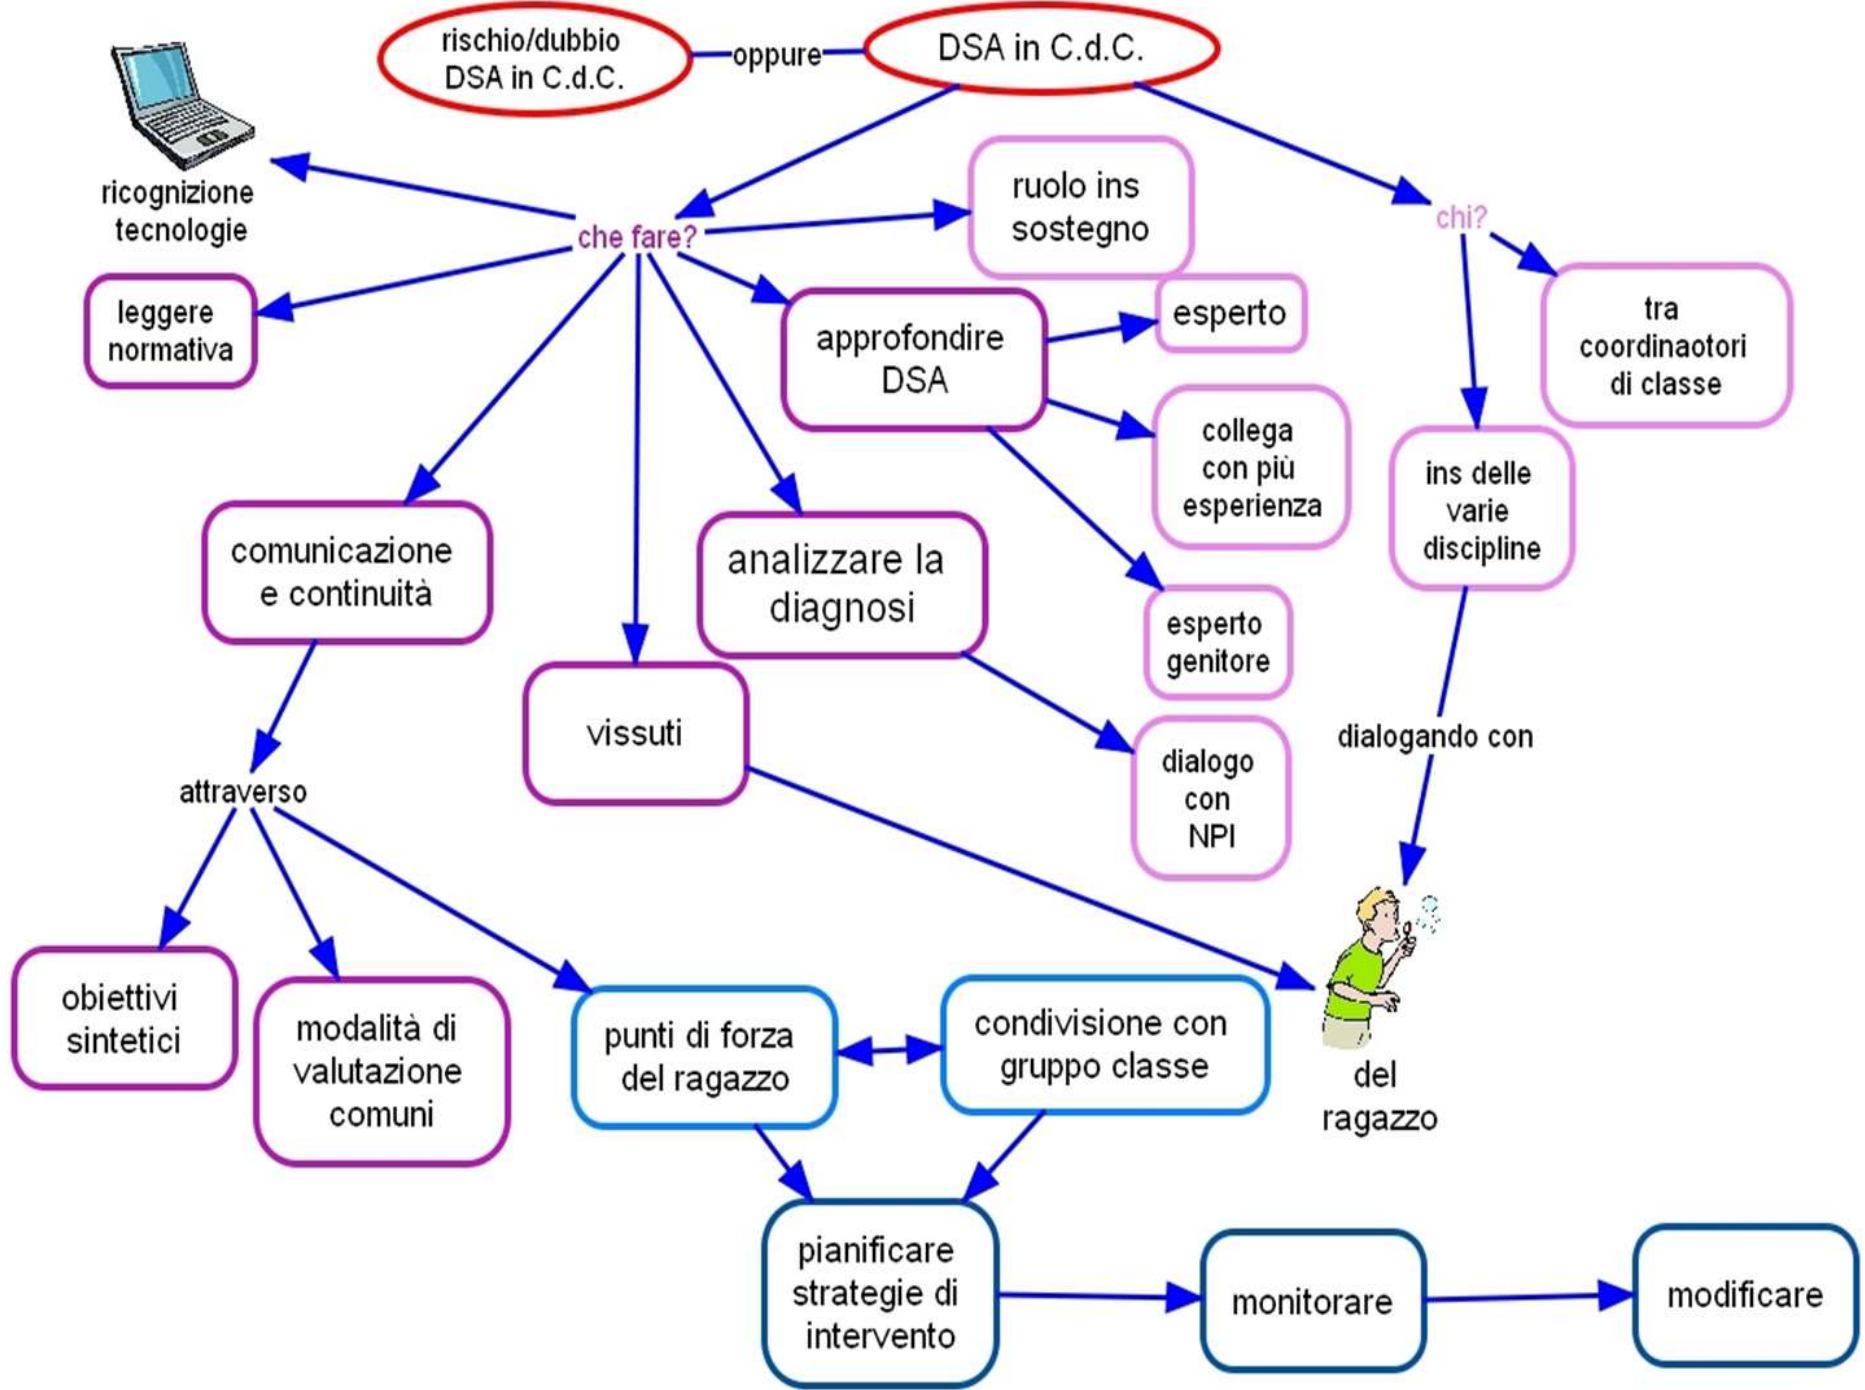 rischio/dubbio
DSA in C.d.C.
oppure
DSA in C.d.C.
ricognizione
tecnologie
che fare?
ruolo ins
sostegno
chi?
leggere
normativa
approfondire
DSA
esperto
tra
coordinaotori
di classe
collega
con più
esperienza
ins delle
varie
discipline
comunicazione
e continuità
analizzare la
diagnosi
esperto
genitore
vissuti
dialogando con
dialogo
con
NPI
attraverso
obiettivi
sintetici
modalità di
valutazione
comuni
punti di forza
del ragazzo
condivisione con
gruppo classe
del
ragazzo
pianificare
strategie di
intervento
monitorare
modificare